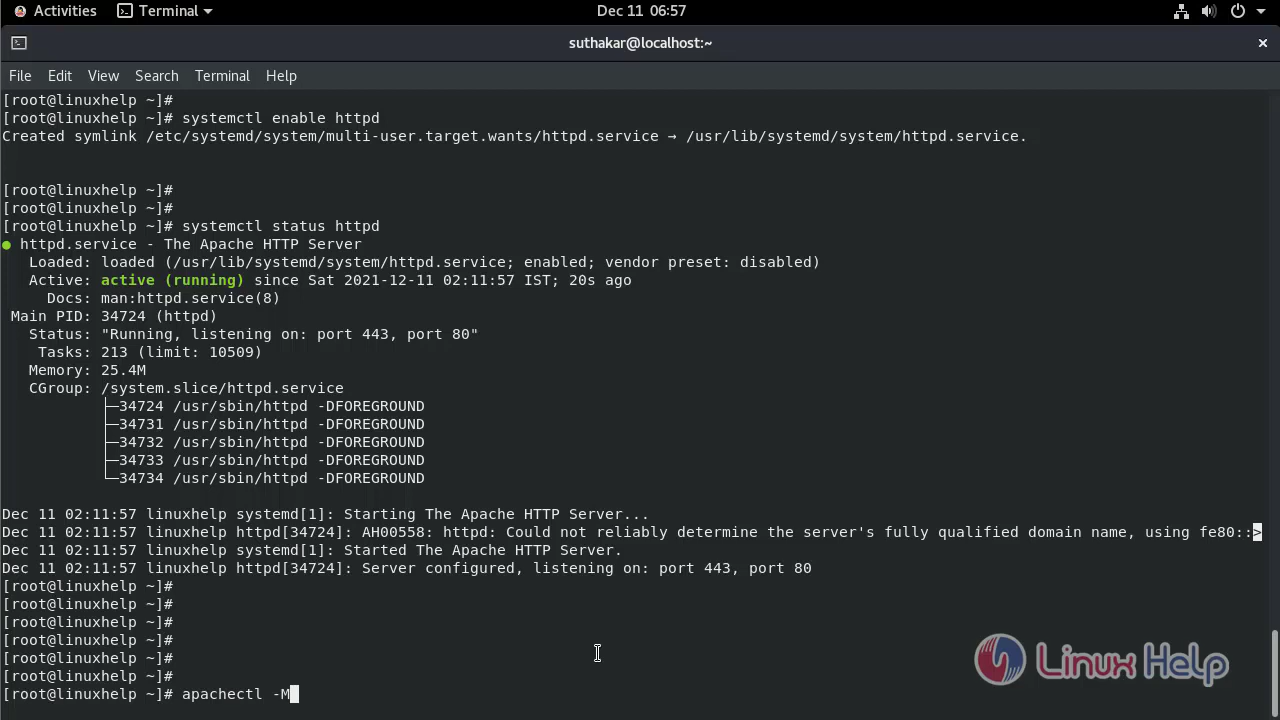 Activities Terminal Dec 11 06:57
suthakar@localhost:~
File Edit View Search Terminal Help
[root@linuxhelp ~]#
[root@linuxhelp ~]# systemctl enable httpd
Created symlink /etc/systemd/system/multi-user.target.wants/httpd.service → /usr/lib/systemd/system/httpd.service.
[root@linuxhelp ~]#
[root@linuxhelp ~]#
[root@linuxhelp ~]# systemctl status httpd
● httpd.service - The Apache HTTP Server
Loaded: loaded (/usr/lib/systemd/system/httpd.service; enabled; vendor preset: disabled)
Active: active (running) since Sat 2021-12-11 02:11:57 IST; 20s ago
Docs: man:httpd.service(8)
Main PID: 34724 (httpd)
Status: "Running, listening on: port 443, port 80"
Tasks: 213 (limit: 10509)
Memory: 25.4M
CGroup: /system.slice/httpd.service
├─34724 /usr/sbin/httpd -DFOREGROUND
├─34731 /usr/sbin/httpd -DFOREGROUND
├─34732 /usr/sbin/httpd -DFOREGROUND
├─34733 /usr/sbin/httpd -DFOREGROUND
└─34734 /usr/sbin/httpd -DFOREGROUND
Dec 11 02:11:57 linuxhelp systemd[1]: Starting The Apache HTTP Server...
Dec 11 02:11:57 linuxhelp httpd[34724]: AH00558: httpd: Could not reliably determine the server's fully qualified domain name, using fe80::>
Dec 11 02:11:57 linuxhelp systemd[1]: Started The Apache HTTP Server.
Dec 11 02:11:57 linuxhelp httpd[34724]: Server configured, listening on: port 443, port 80
[root@linuxhelp ~]#
[root@linuxhelp ~]#
[root@linuxhelp ~]#
[root@linuxhelp ~]#
[root@linuxhelp ~]#
[root@linuxhelp ~]#
[root@linuxhelp ~]# apachectl -M
Linux Help